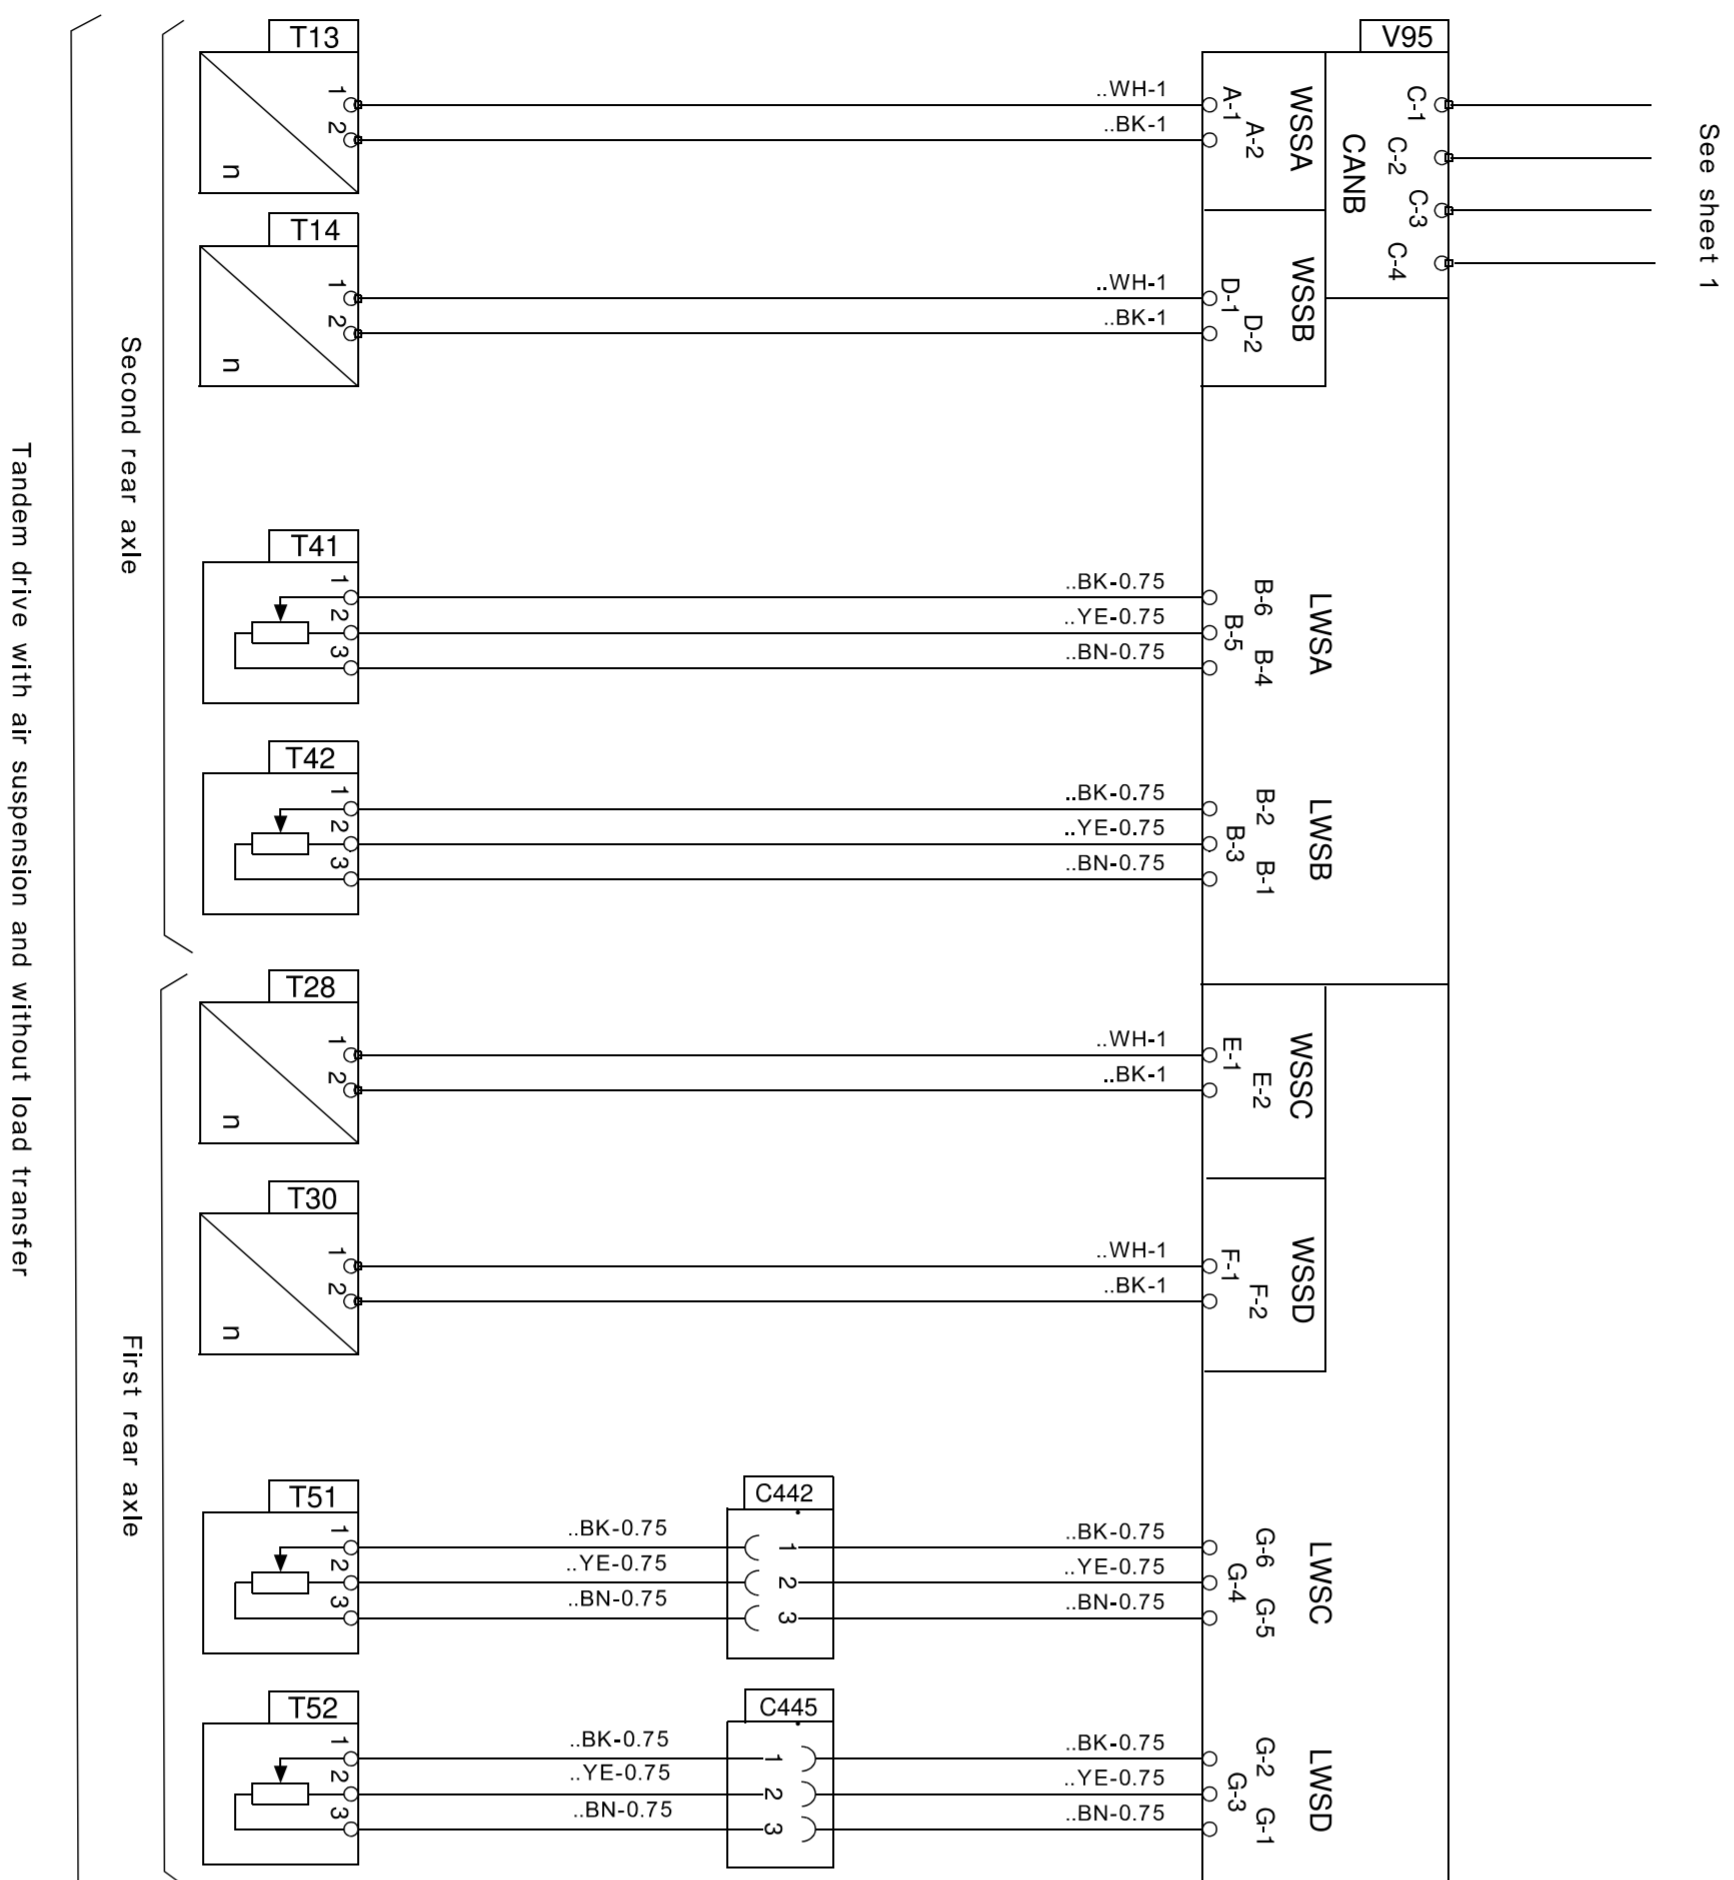 Tandem drive with air suspension and without load transfer
Second rear axle
First rear axle
See sheet 1
V95
C-1
C-2
C-3
C-4
CANB
T13
1
2
n
..WH-1
..BK-1
A-1
A-2
WSSA
T14
1
2
n
..WH-1
..BK-1
D-1
D-2
WSSB
T41
1
2
3
..BK-0.75
..YE-0.75
..BN-0.75
B-6
B-5
B-4
LWSA
T42
1
2
3
..BK-0.75
..YE-0.75
..BN-0.75
B-2
B-3
B-1
LWSB
T28
1
2
n
..WH-1
..BK-1
E-1
E-2
WSSC
T30
1
2
n
..WH-1
..BK-1
F-1
F-2
WSSD
T51
1
2
3
..BK-0.75
..YE-0.75
..BN-0.75
C442
1
2
3
..BK-0.75
..YE-0.75
..BN-0.75
G-6
G-4
G-5
LWSC
T52
1
2
3
..BK-0.75
..YE-0.75
..BN-0.75
C445
1
2
3
..BK-0.75
..YE-0.75
..BN-0.75
G-2
G-3
G-1
LWSD